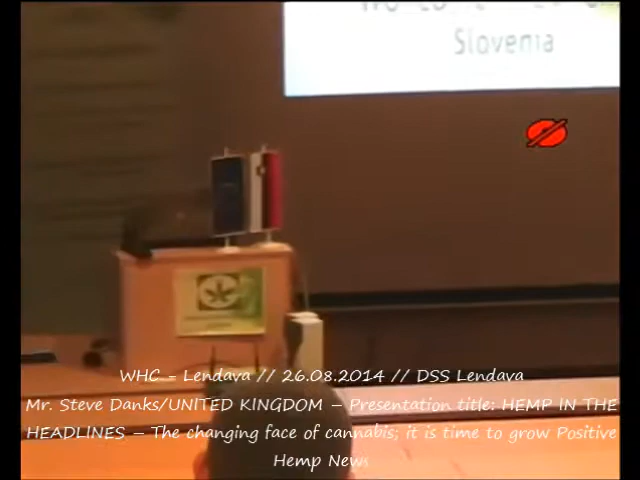 Slovenia
WHC - Lendava // 26.08.2014 // DSS Lendava
Mr. Steve Danks/UNITED KINGDOM – Presentation title: HEMP IN THE
HEADLINES – The changing face of cannabis; it is time to grow Positive
Hemp News